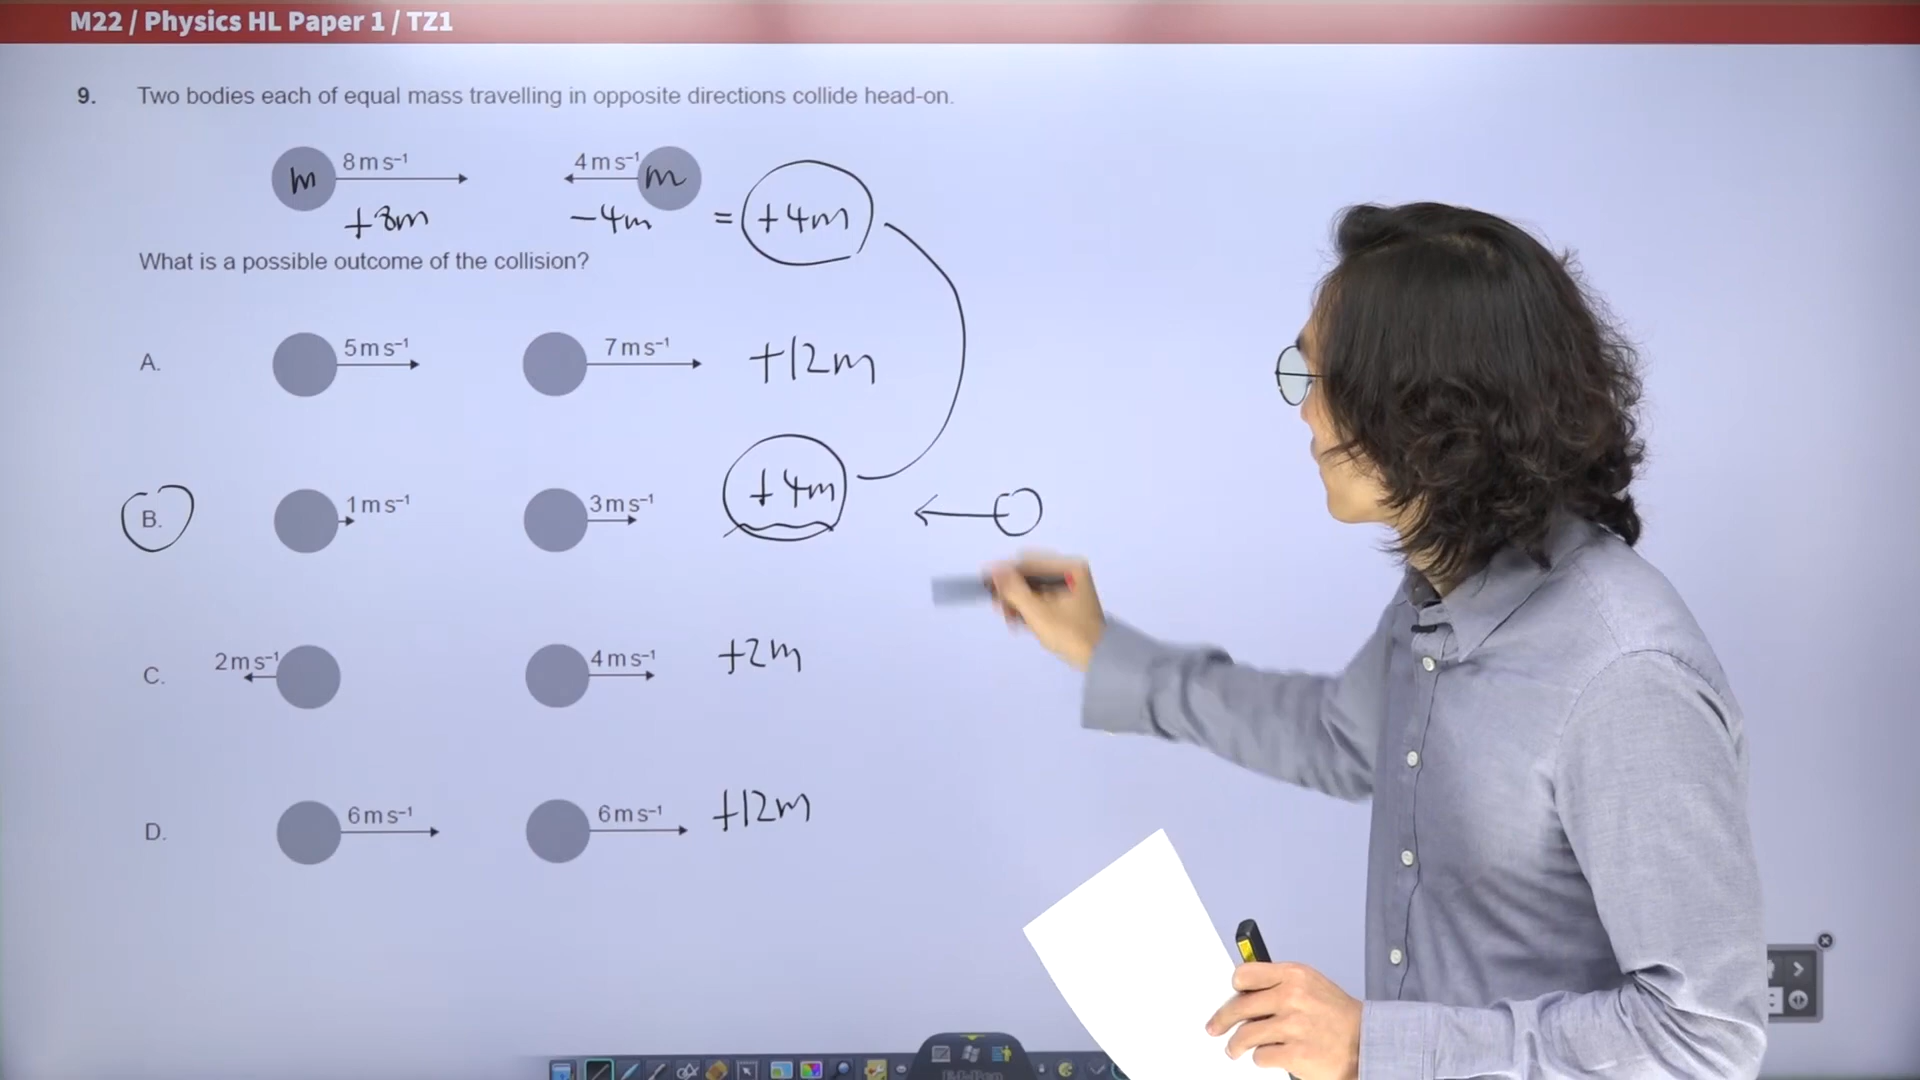 M22 / Physics HL Paper 1 / TZ1
9. Two bodies each of equal mass travelling in opposite directions collide head-on.
m 8 m s⁻¹ 4 m s⁻¹ m
+8m -4m = +4m
What is a possible outcome of the collision?
A. 5 m s⁻¹ 7 m s⁻¹ +12m
B. 1 m s⁻¹ 3 m s⁻¹ +4m
C. 2 m s⁻¹ 4 m s⁻¹ +2m
D. 6 m s⁻¹ 6 m s⁻¹ +12m